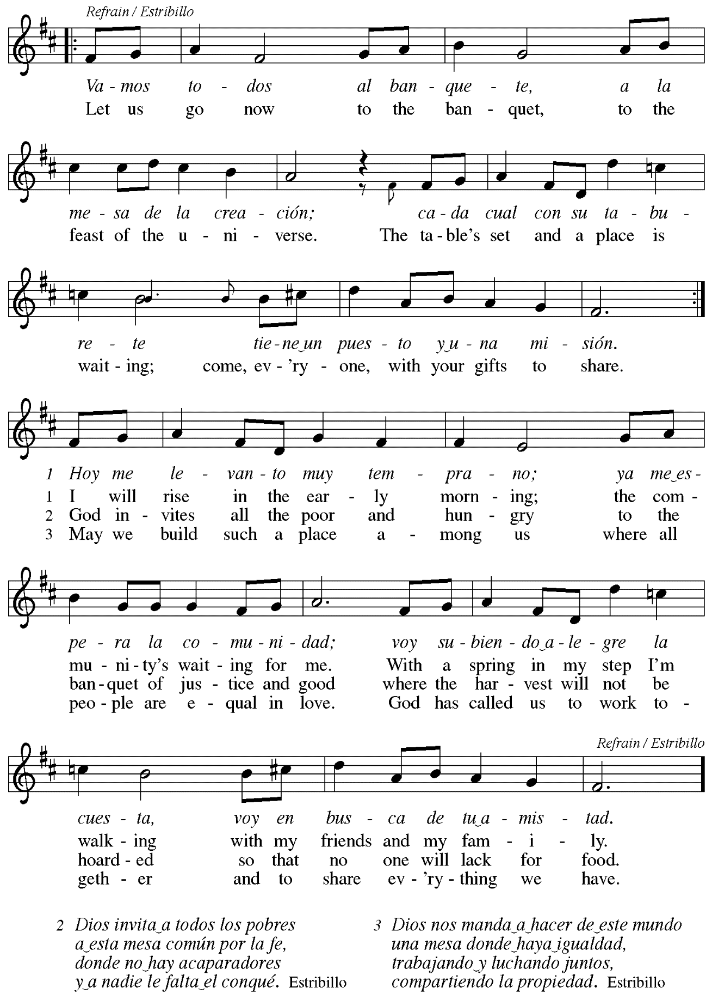 Refrain / Estribillo
Va - mos to - dos al ban - que - te, a la
Let us go now to the ban - quet, to the
me - sa de la crea - ción; ca - da cual con su ta - bu -
feast of the u - ni - verse. The ta - ble's set and a place is
re - te tie - ne‿un pues - to y‿u - na mi - sión.
wait - ing; come, ev - 'ry - one, with your gifts to share.
1 Hoy me le - van - to muy tem - pra - no; ya me‿es -
1 I will rise in the ear - ly morn - ing; the com -
2 God in - vites all the poor and hun - gry to the
3 May we build such a place a - mong us where all
pe - ra la co - mu - ni - dad; voy su - bien - do‿a - le - gre la
mu - ni - ty's wait - ing for me. With a spring in my step I'm
ban - quet of jus - tice and good where the har - vest will not be
peo - ple are e - qual in love. God has called us to work to -
Refrain / Estribillo
cues - ta, voy en bus - ca de tu‿a - mis - tad.
walk - ing with my friends and my fam - i - ly.
hoard - ed so that no one will lack for food.
geth - er and to share ev - 'ry - thing we have.
2 Dios invita‿a todos los pobres
a‿esta mesa común por la fe,
donde no‿hay acaparadores
y‿a nadie le falta‿el conqué. Estribillo
3 Dios nos manda‿a‿hacer de‿este mundo
una mesa donde‿haya‿igualdad,
trabajando‿y luchando juntos,
compartiendo la propiedad. Estribillo